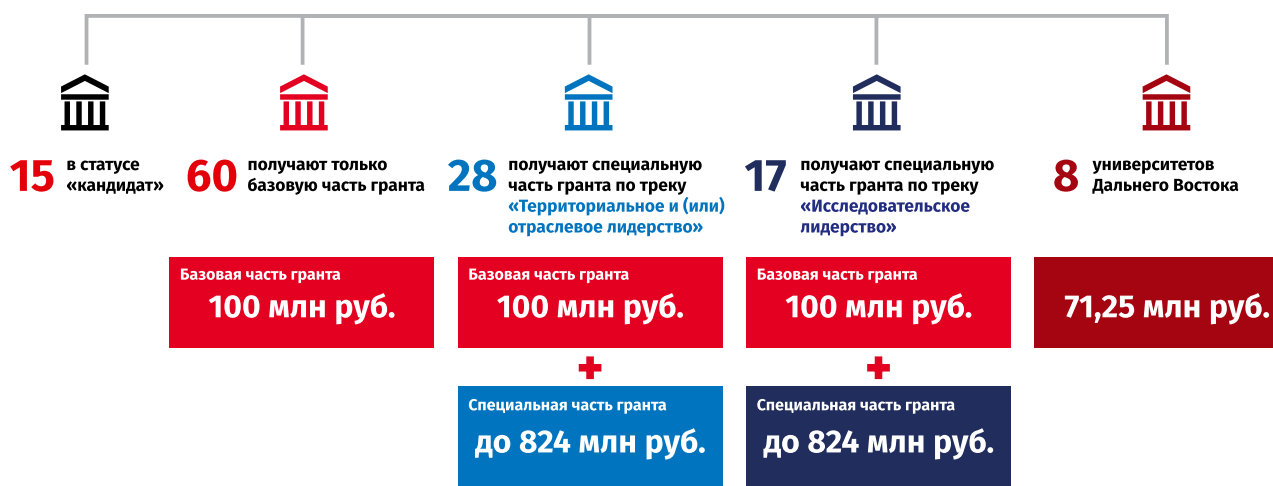 15
в статусе
«кандидат»
60
получают только
базовую часть гранта
28
получают специальную
часть гранта по треку
«Территориальное и (или)
отраслевое лидерство»
17
получают специальную
часть гранта по треку
«Исследовательское
лидерство»
8
университетов
Дальнего Востока
Базовая часть гранта
100 млн руб.
Базовая часть гранта
100 млн руб.
Базовая часть гранта
100 млн руб.
71,25 млн руб.
Специальная часть гранта
до 824 млн руб.
Специальная часть гранта
до 824 млн руб.